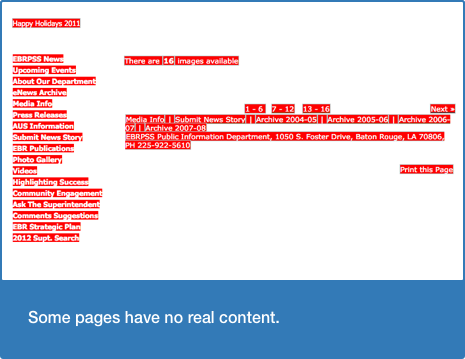 Happy Holidays 2011
EBRPSS News
Upcoming Events
About Our Department
eNews Archive
Media Info
Press Releases
AUS Information
Submit News Story
EBR Publications
Photo Gallery
Videos
Highlighting Success
Community Engagement
Ask The Superintendent
Comments Suggestions
EBR Strategic Plan
2012 Supt. Search
There are 16 images available
1 - 6 7 - 12 13 - 16 Next »
Media Info| | Submit News Story| | Archive 2004-05| | Archive 2005-06| | Archive 2006-
07| | Archive 2007-08
EBRPSS Public Information Department, 1050 S. Foster Drive, Baton Rouge, LA 70806,
PH 225-922-5610
Print this Page
Some pages have no real content.